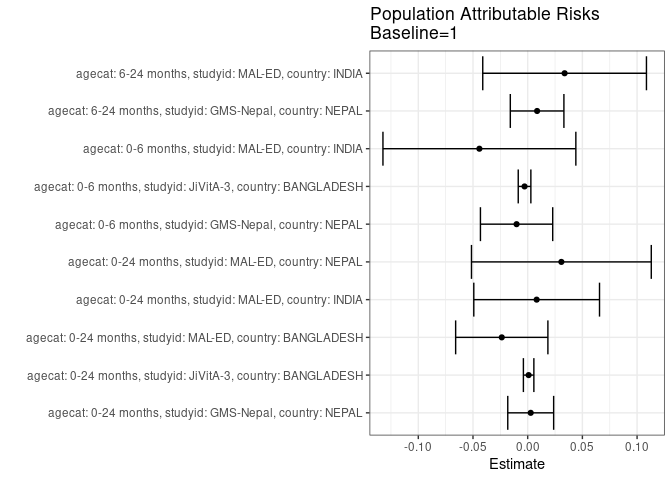 Population Attributable Risks
Baseline=1
agecat: 6-24 months, studyid: MAL-ED, country: INDIA
agecat: 6-24 months, studyid: GMS-Nepal, country: NEPAL
agecat: 0-6 months, studyid: MAL-ED, country: INDIA
agecat: 0-6 months, studyid: JiVitA-3, country: BANGLADESH
agecat: 0-6 months, studyid: GMS-Nepal, country: NEPAL
agecat: 0-24 months, studyid: MAL-ED, country: NEPAL
agecat: 0-24 months, studyid: MAL-ED, country: INDIA
agecat: 0-24 months, studyid: MAL-ED, country: BANGLADESH
agecat: 0-24 months, studyid: JiVitA-3, country: BANGLADESH
agecat: 0-24 months, studyid: GMS-Nepal, country: NEPAL
-0.10 -0.05 0.00 0.05 0.10
Estimate